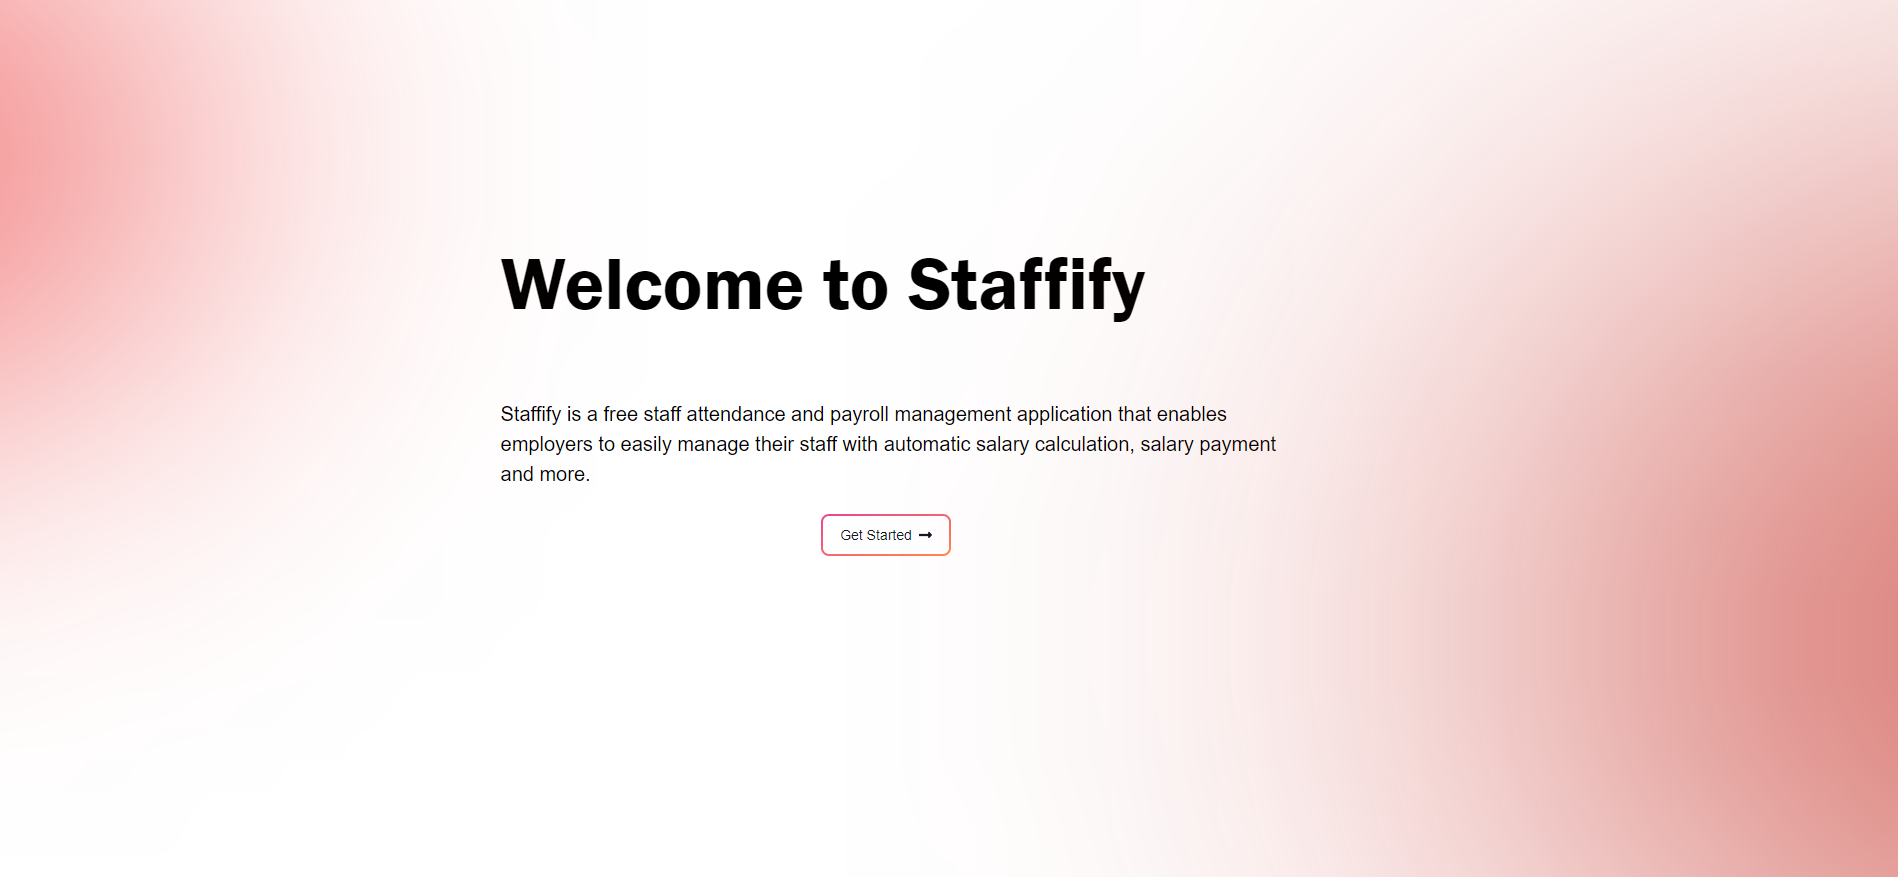 Welcome to Staffify
Staffify is a free staff attendance and payroll management application that enables
employers to easily manage their staff with automatic salary calculation, salary payment
and more.
Get Started